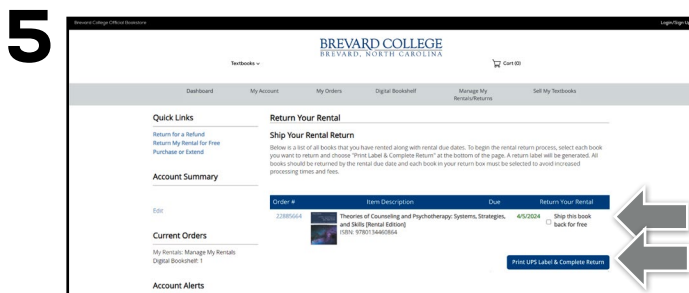 5
Brevard College Official Bookstore
Login/Sign Up
BREVARD COLLEGE
BREVARD, NORTH CAROLINA
Textbooks
Cart (0)
Dashboard My Account My Orders Digital Bookshelf Manage My Rentals/Returns Sell My Textbooks
Quick Links
Return for a Refund
Return My Rental for Free
Purchase or Extend
Account Summary
Edit
Current Orders
My Rentals: Manage My Rentals
Digital Bookshelf: 1
Account Alerts
Return Your Rental
Ship Your Rental Return
Below is a list of all books that you have rented along with rental due dates. To begin the rental return process, select each book
you want to return and choose "Print Label & Complete Return" at the bottom of the page. A return label will be generated. All
books should be returned by the rental due date and each book in your return box must be selected to avoid increased
processing times and fees.
Order # Item Description Due Return Your Rental
22885664 Theories of Counseling and Psychotherapy: Systems, Strategies, 4/5/2024 Ship this book
and Skills [Rental Edition] back for free
ISBN: 9780134460864
Print UPS Label & Complete Return